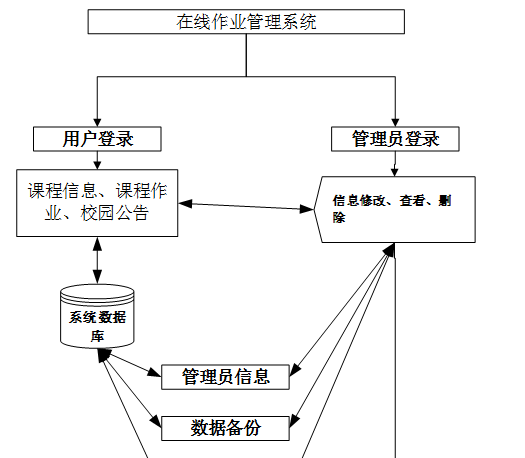 在线作业管理系统
用户登录
管理员登录
课程信息、课程作
业、校园公告
信息修改、查看、删
除
系统数据
库
管理员信息
数据备份